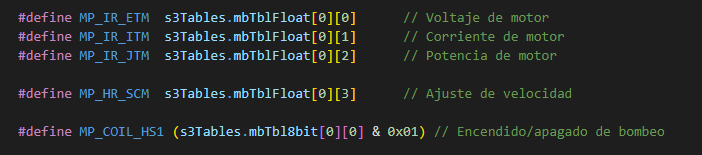 #define MP_IR_ETM  s3Tables.mbTblFloat[0][0]      // Voltaje de motor
#define MP_IR_ITM  s3Tables.mbTblFloat[0][1]      // Corriente de motor
#define MP_IR_JTM  s3Tables.mbTblFloat[0][2]      // Potencia de motor
#define MP_HR_SCM  s3Tables.mbTblFloat[0][3]      // Ajuste de velocidad
#define MP_COIL_HS1 (s3Tables.mbTbl8bit[0][0] & 0x01) // Encendido/apagado de bombeo